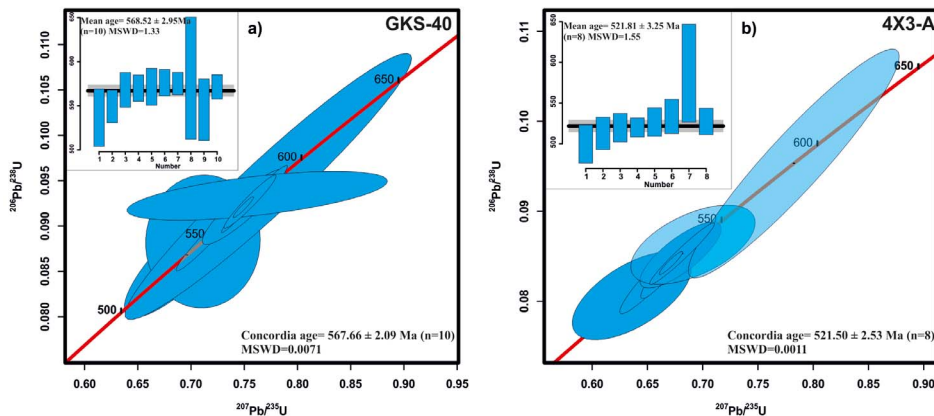 a)
GKS-40
Mean age= 568.52 ± 2.95Ma
(n=10) MSWD=1.33
650
600
550
500
1 2 3 4 5 6 7 8 9 10
Number
650
600
550
500
Concordia age= 567.66 ± 2.09 Ma (n=10)
MSWD=0.0071
0.110
0.105
0.100
0.095
0.090
0.085
0.080
²⁰⁶Pb/²³⁸U
0.60 0.65 0.70 0.75 0.80 0.85 0.90 0.95
²⁰⁷Pb/²³⁵U
b)
4X3-A
Mean age= 521.81 ± 3.25 Ma
(n=8) MSWD=1.55
650
600
550
500
1 2 3 4 5 6 7 8
Number
650
600
550
Concordia age= 521.50 ± 2.53 Ma (n=8)
MSWD=0.0011
0.11
0.10
0.09
0.08
²⁰⁶Pb/²³⁸U
0.60 0.65 0.70 0.75 0.80 0.85 0.90
²⁰⁷Pb/²³⁵U